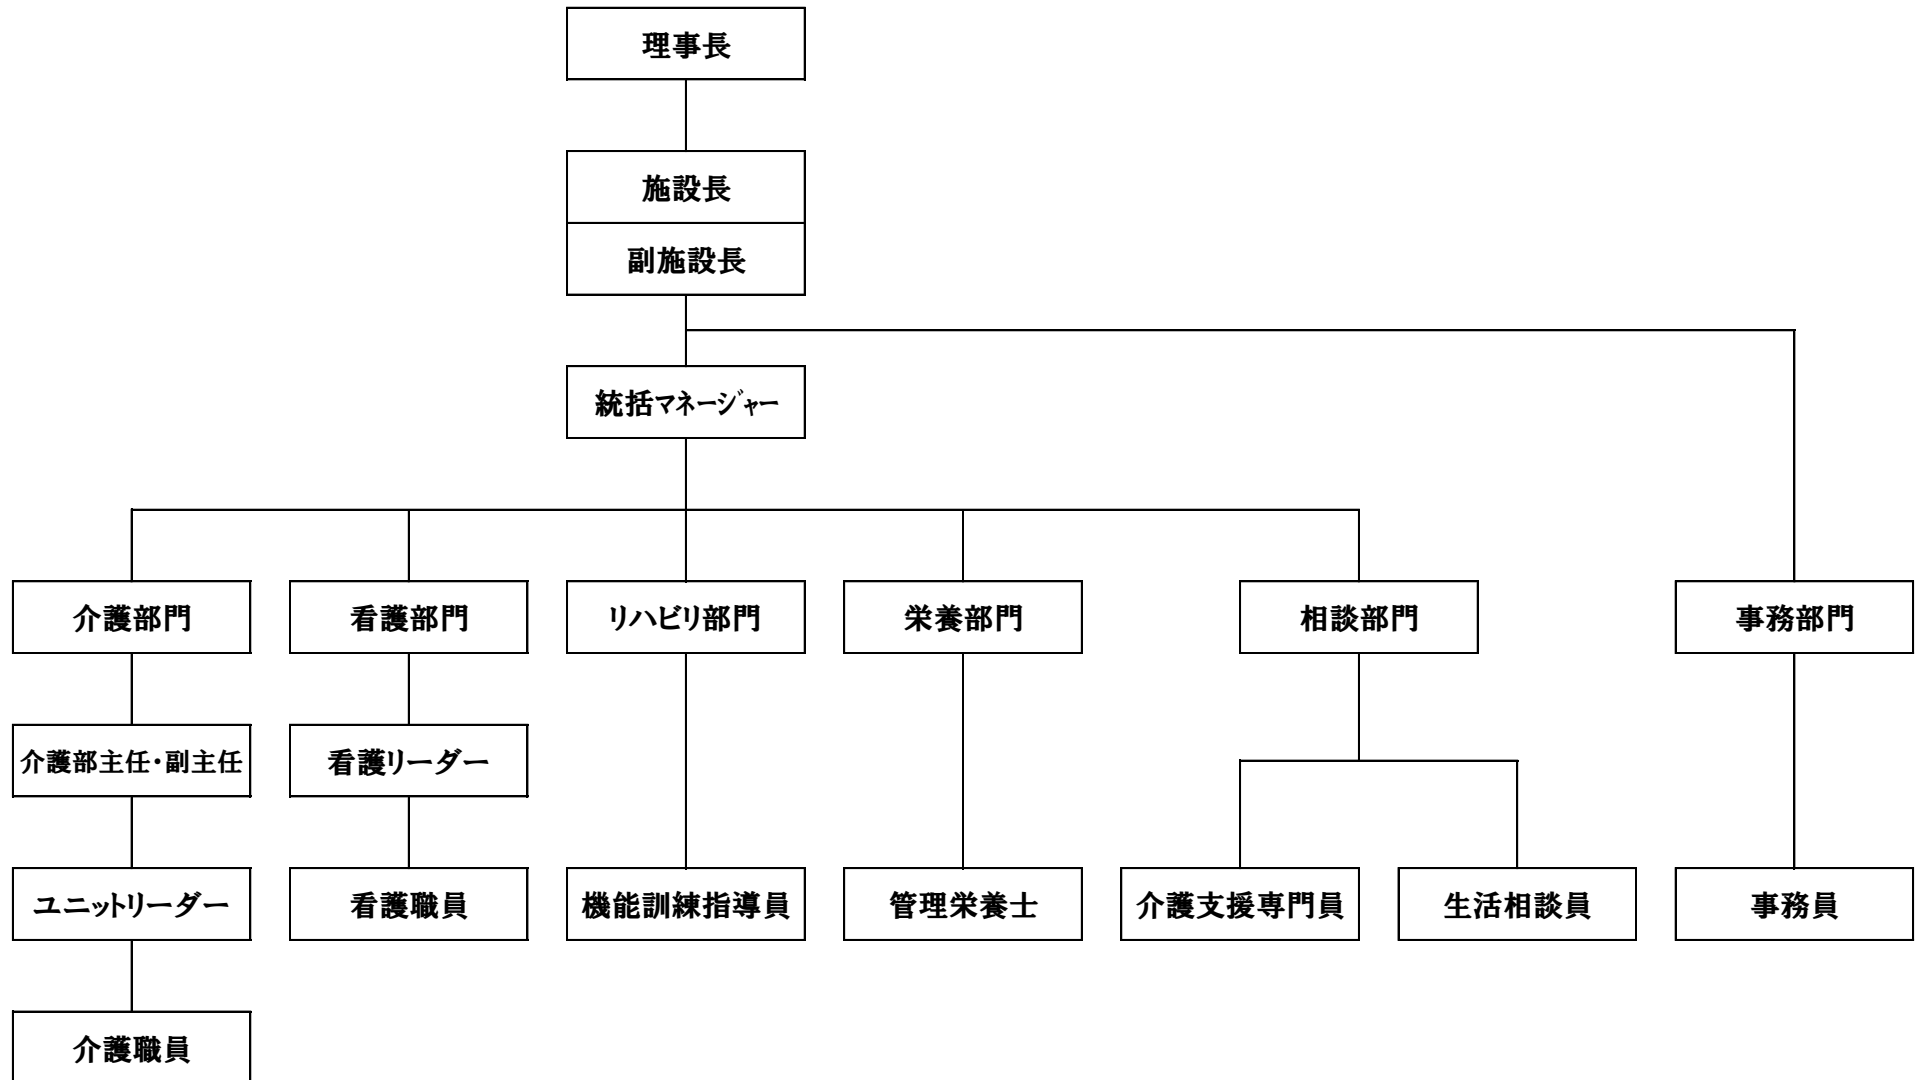 理事長
施設長
副施設長
統括マネージャー
介護部門
看護部門
リハビリ部門
栄養部門
相談部門
事務部門
介護部主任・副主任
看護リーダー
ユニットリーダー
看護職員
機能訓練指導員
管理栄養士
介護支援専門員
生活相談員
事務員
介護職員